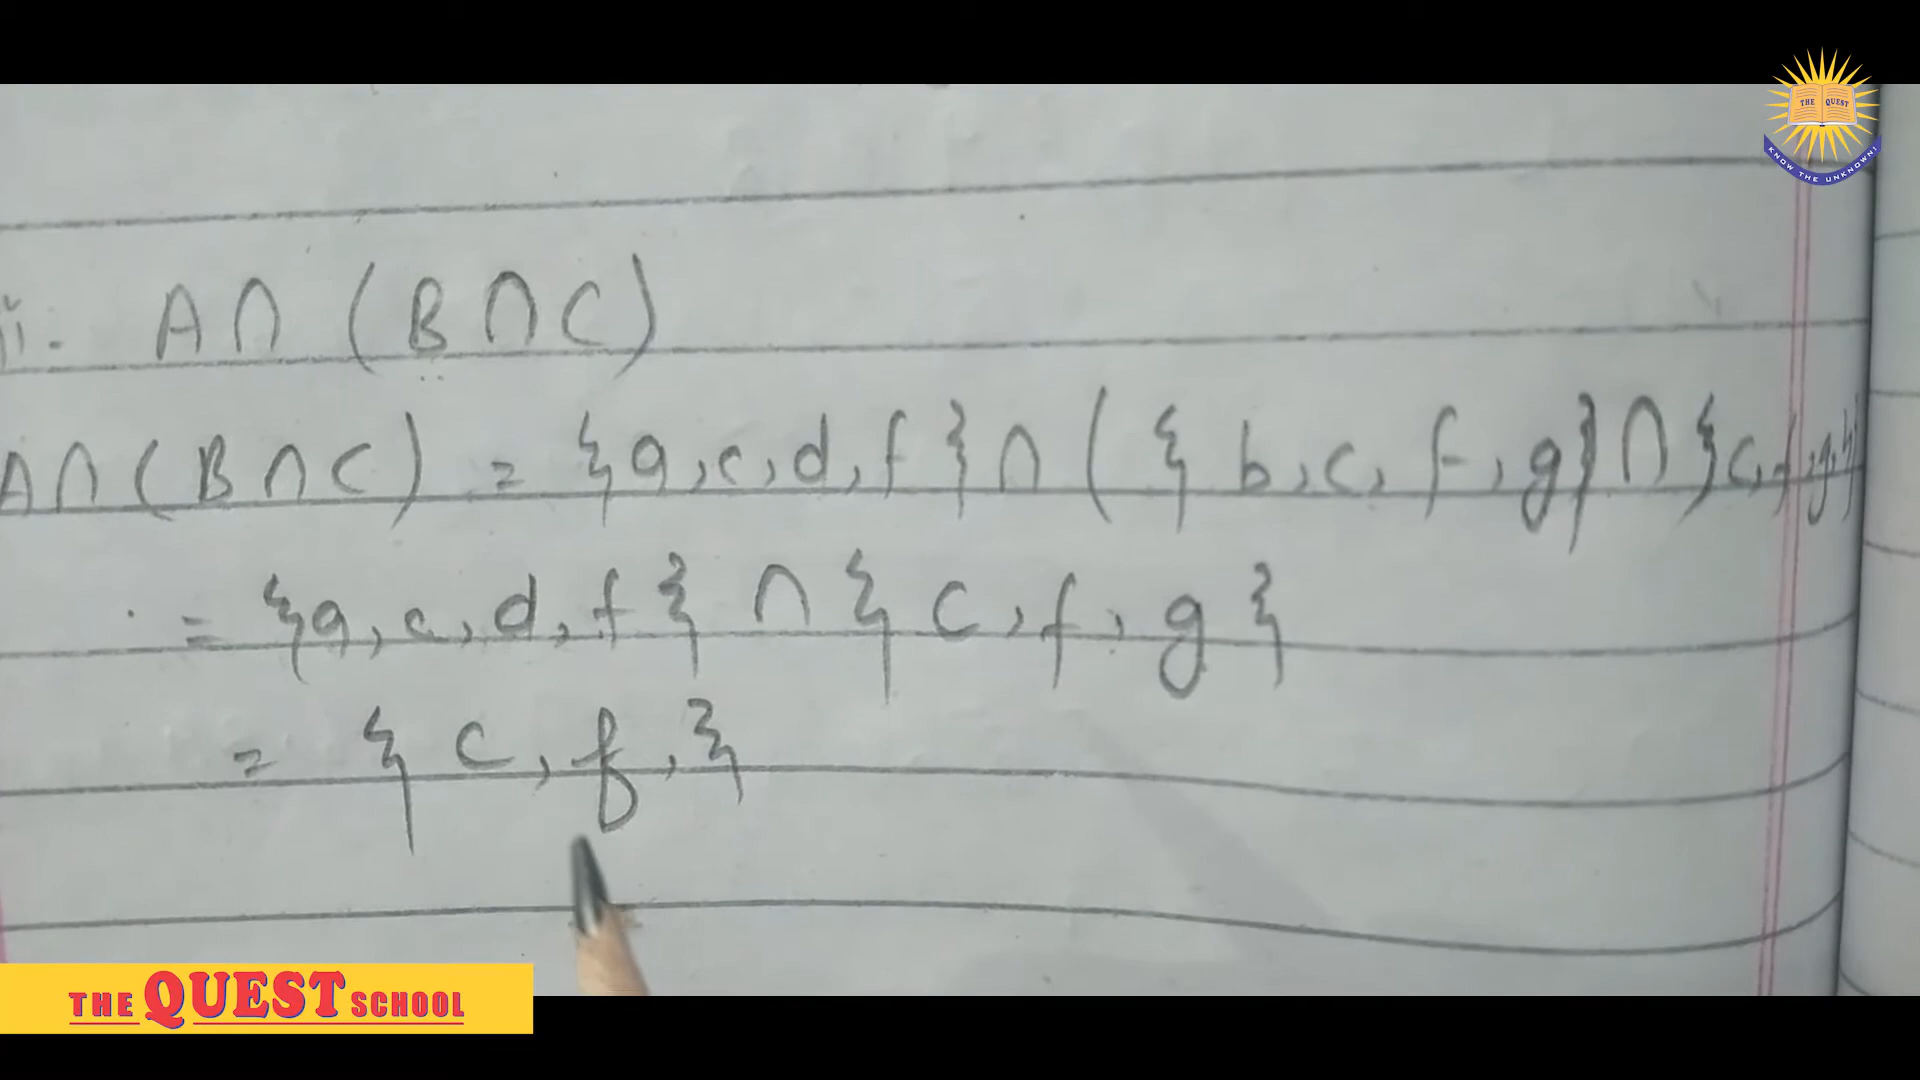 THE QUEST
KNOW THE UNKNOWN!
ii. A∩ (B∩C)
A∩(B∩C) = {a,c,d,f}∩({b,c,f,g}∩{c,f,g,h}
= {a,c,d,f}∩{c,f,g}
= {c,f,}
THE QUEST SCHOOL